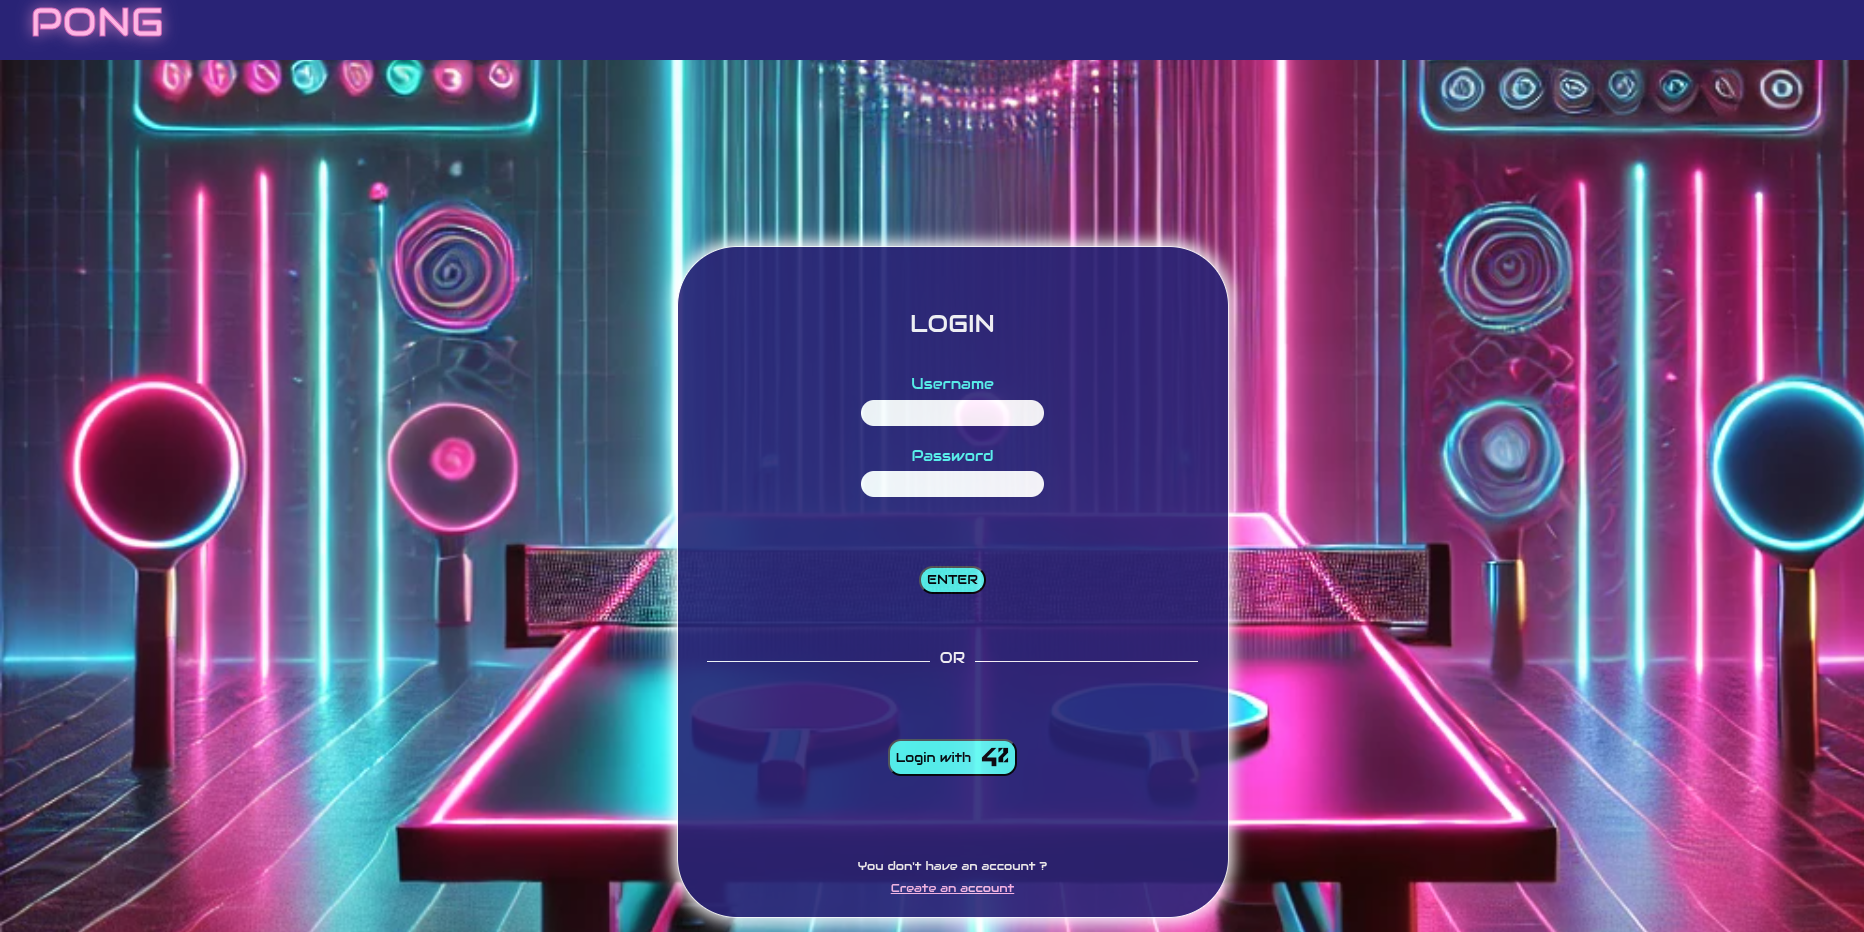 PONG
LOGIN
Username
Password
ENTER
OR
Login with 42
You don't have an account ?
Create an account